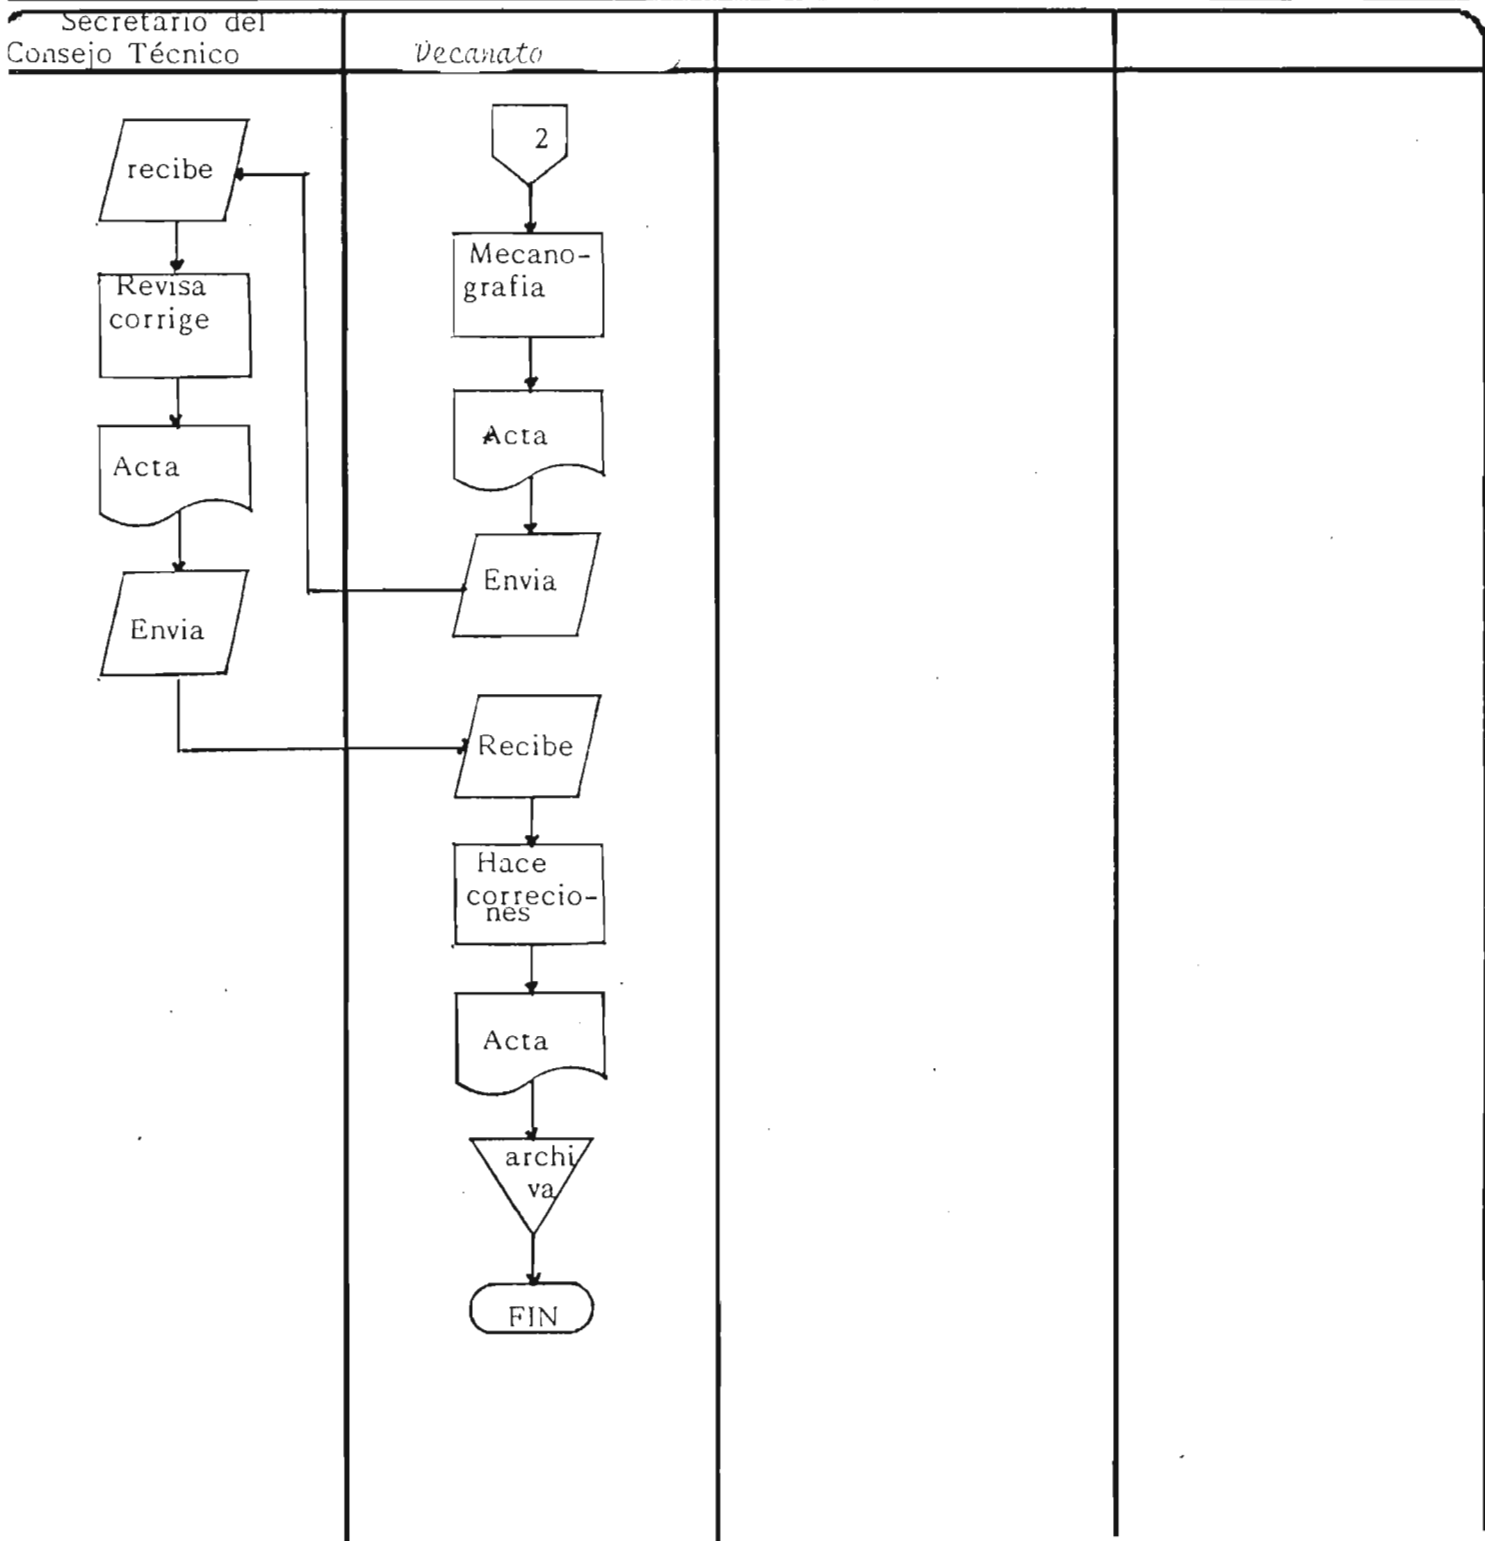 Secretario del
Consejo Técnico
Decanato
recibe
Revisa
corrige
Acta
Envia
2
Mecano-
grafia
Acta
Envia
Recibe
Hace
correcio-
nes
Acta
archi
va
FIN